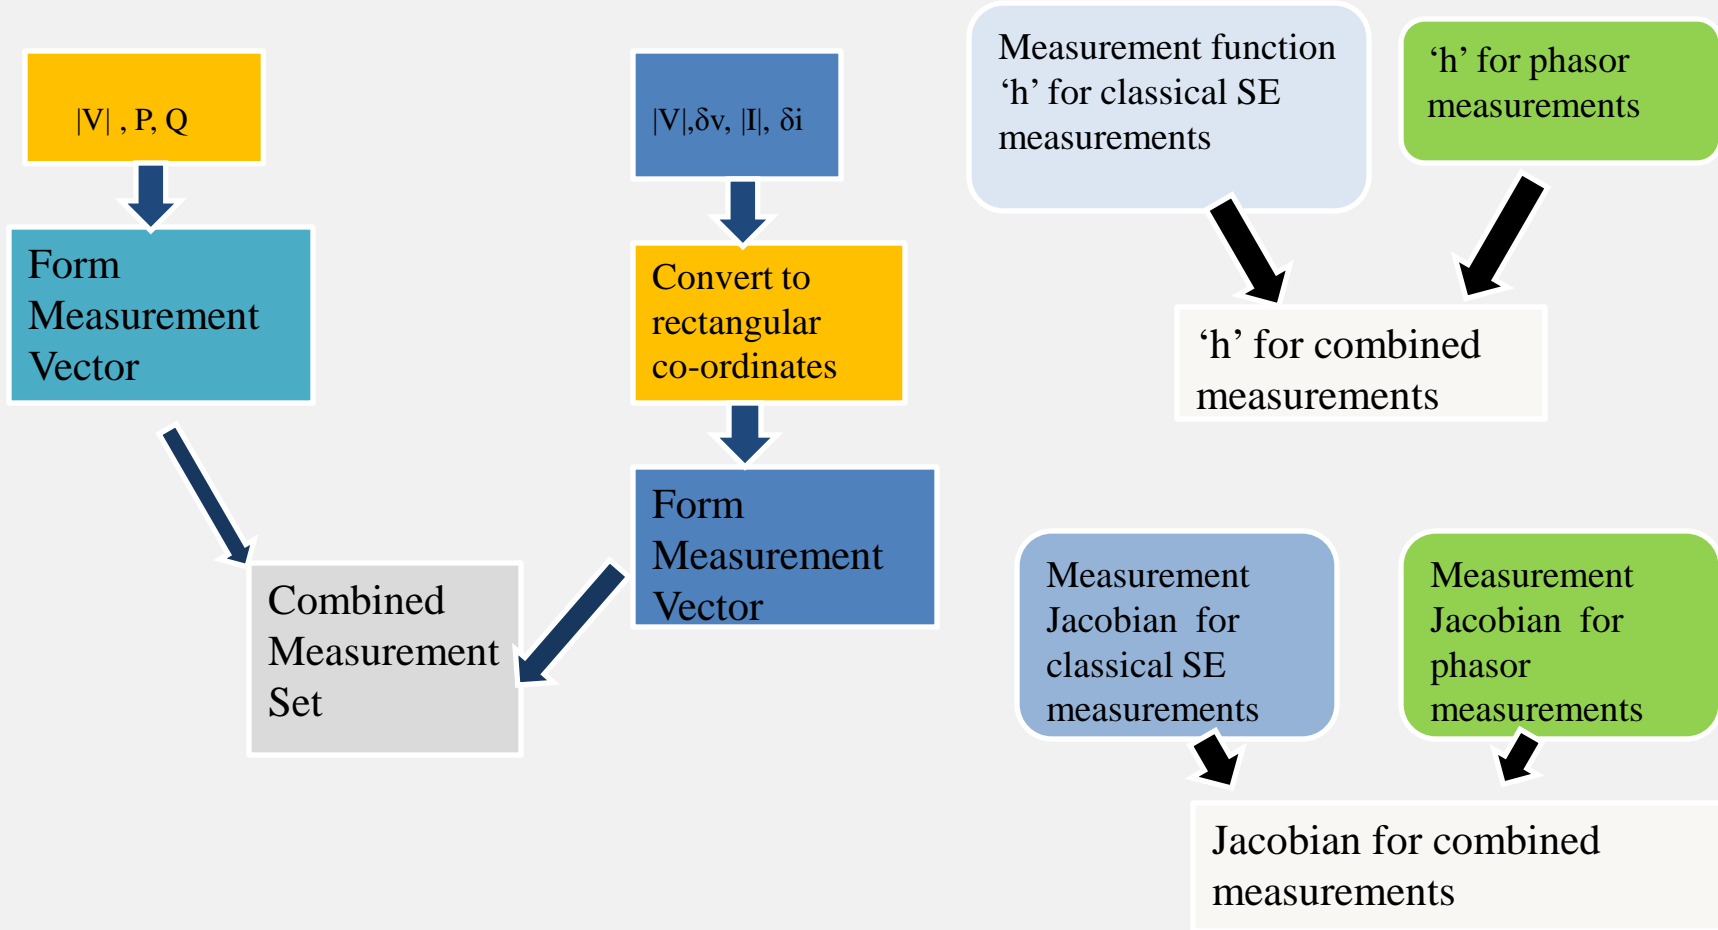 |V| , P, Q
Form
Measurement
Vector
|V|,δv, |I|, δi
Convert to
rectangular
co-ordinates
Form
Measurement
Vector
Combined
Measurement
Set
Measurement function
‘h’ for classical SE
measurements
‘h’ for phasor
measurements
‘h’ for combined
measurements
Measurement
Jacobian for
classical SE
measurements
Measurement
Jacobian for
phasor
measurements
Jacobian for combined
measurements